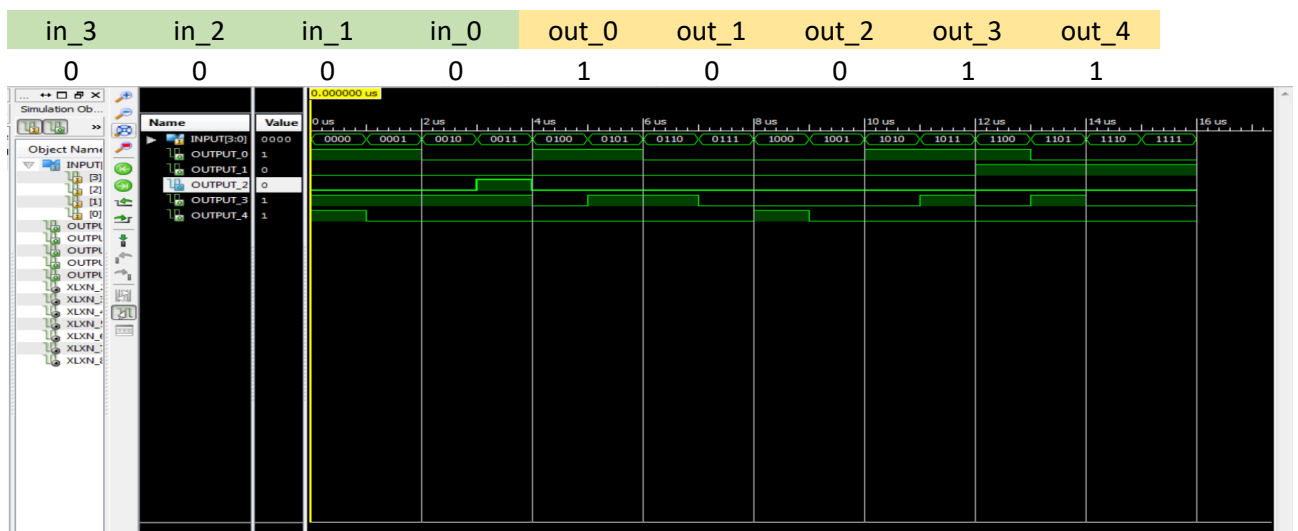 in_3 in_2 in_1 in_0 out_0 out_1 out_2 out_3 out_4
0 0 0 0 1 0 0 1 1
Simulation Ob...
Object Name
INPUT[
[3]
[2]
[1]
[0]
OUTPU
OUTPU
OUTPU
OUTPU
OUTPU
XLXN_
XLXN_
XLXN_
XLXN_
XLXN_
XLXN_
XLXN_
Name Value
INPUT[3:0] 0000
OUTPUT_0 1
OUTPUT_1 0
OUTPUT_2 0
OUTPUT_3 1
OUTPUT_4 1
0.000000 us
0 us 2 us 4 us 6 us 8 us 10 us 12 us 14 us 16 us
0000 0001 0010 0011 0100 0101 0110 0111 1000 1001 1010 1011 1100 1101 1110 1111